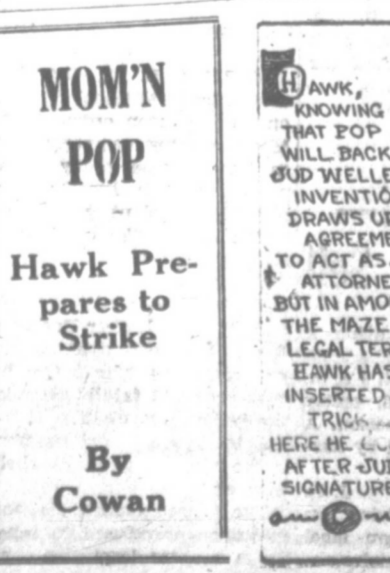 MOM'N
POP
Hawk Pre-
pares to
Strike
By
Cowan
HAWK,
KNOWING
THAT POP
WILL BACK
JUD WELLE
INVENTIO
DRAWS UP
AGREEME
TO ACT AS
ATTORNE
BUT IN AMO
THE MAZE
LEGAL TER
HAWK HAS
INSERTED
TRICK
HERE HE
AFTER JUD
SIGNATURE